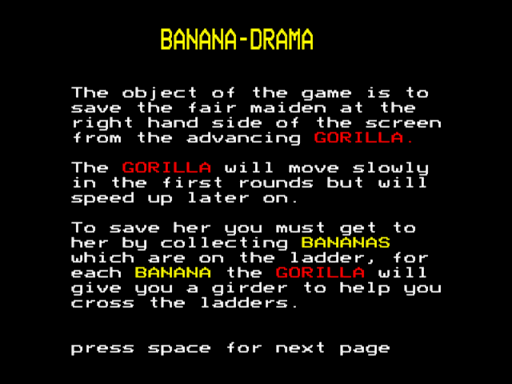 BANANA-DRAMA
The object of the game is to
save the fair maiden at the
right hand side of the screen
from the advancing GORILLA.
The GORILLA will move slowly
in the first rounds but will
speed up later on.
To save her you must get to
her by collecting BANANAS
which are on the ladder, for
each BANANA the GORILLA will
give you a girder to help you
cross the ladders.
press space for next page